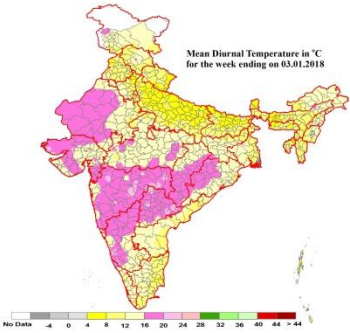 Mean Diurnal Temperature in °C
for the week ending on 03.01.2018
No Data -4 0 4 8 12 16 20 24 28 32 36 40 44 > 44